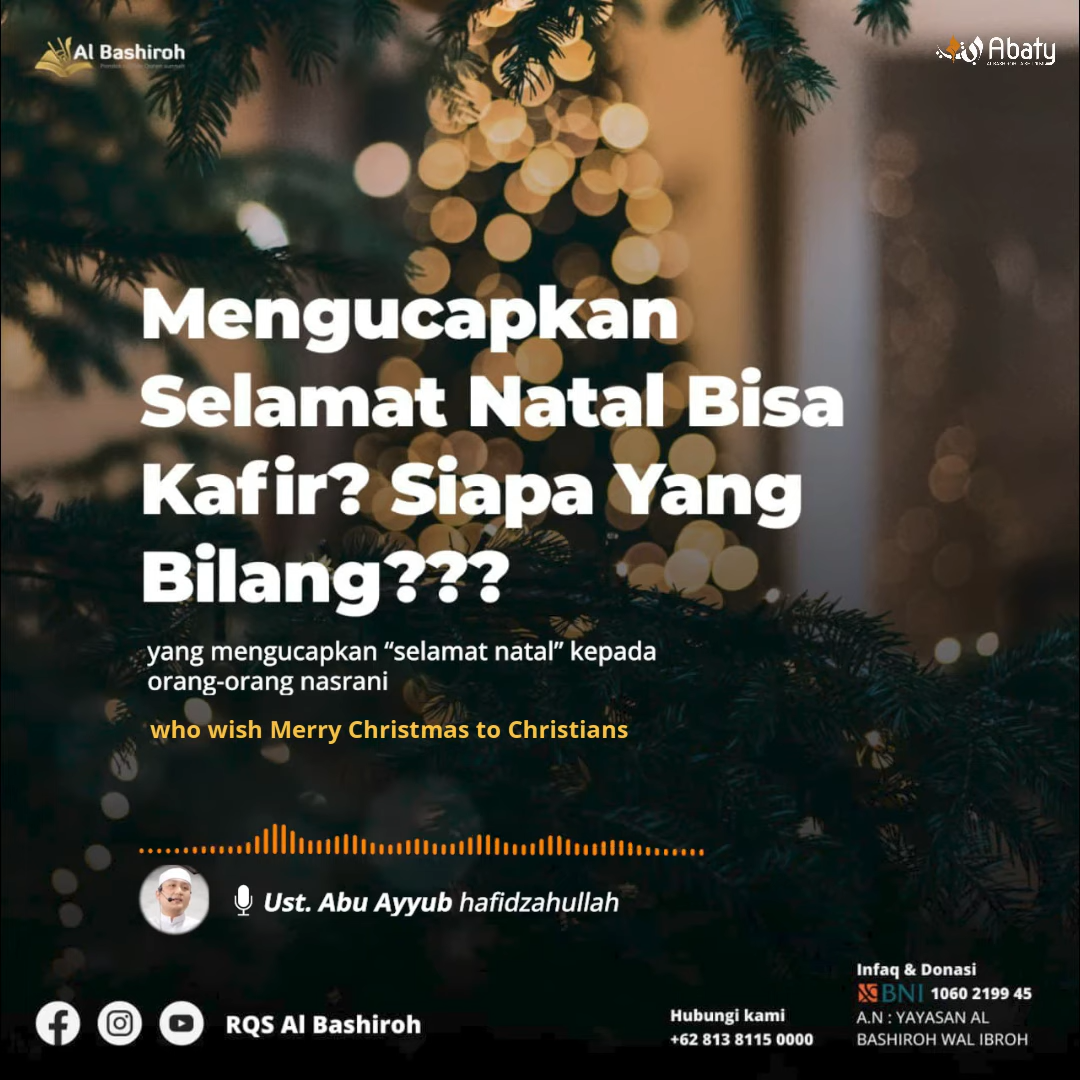 Al Bashiroh
Abaty
Mengucapkan
Selamat Natal Bisa
Kafir? Siapa Yang
Bilang???
yang mengucapkan “selamat natal” kepada
orang-orang nasrani
who wish Merry Christmas to Christians
Ust. Abu Ayyub hafidzahullah
RQS Al Bashiroh
Hubungi kami
+62 813 8115 0000
Infaq & Donasi
BNI 1060 2199 45
A.N : YAYASAN AL
BASHIROH WAL IBROH